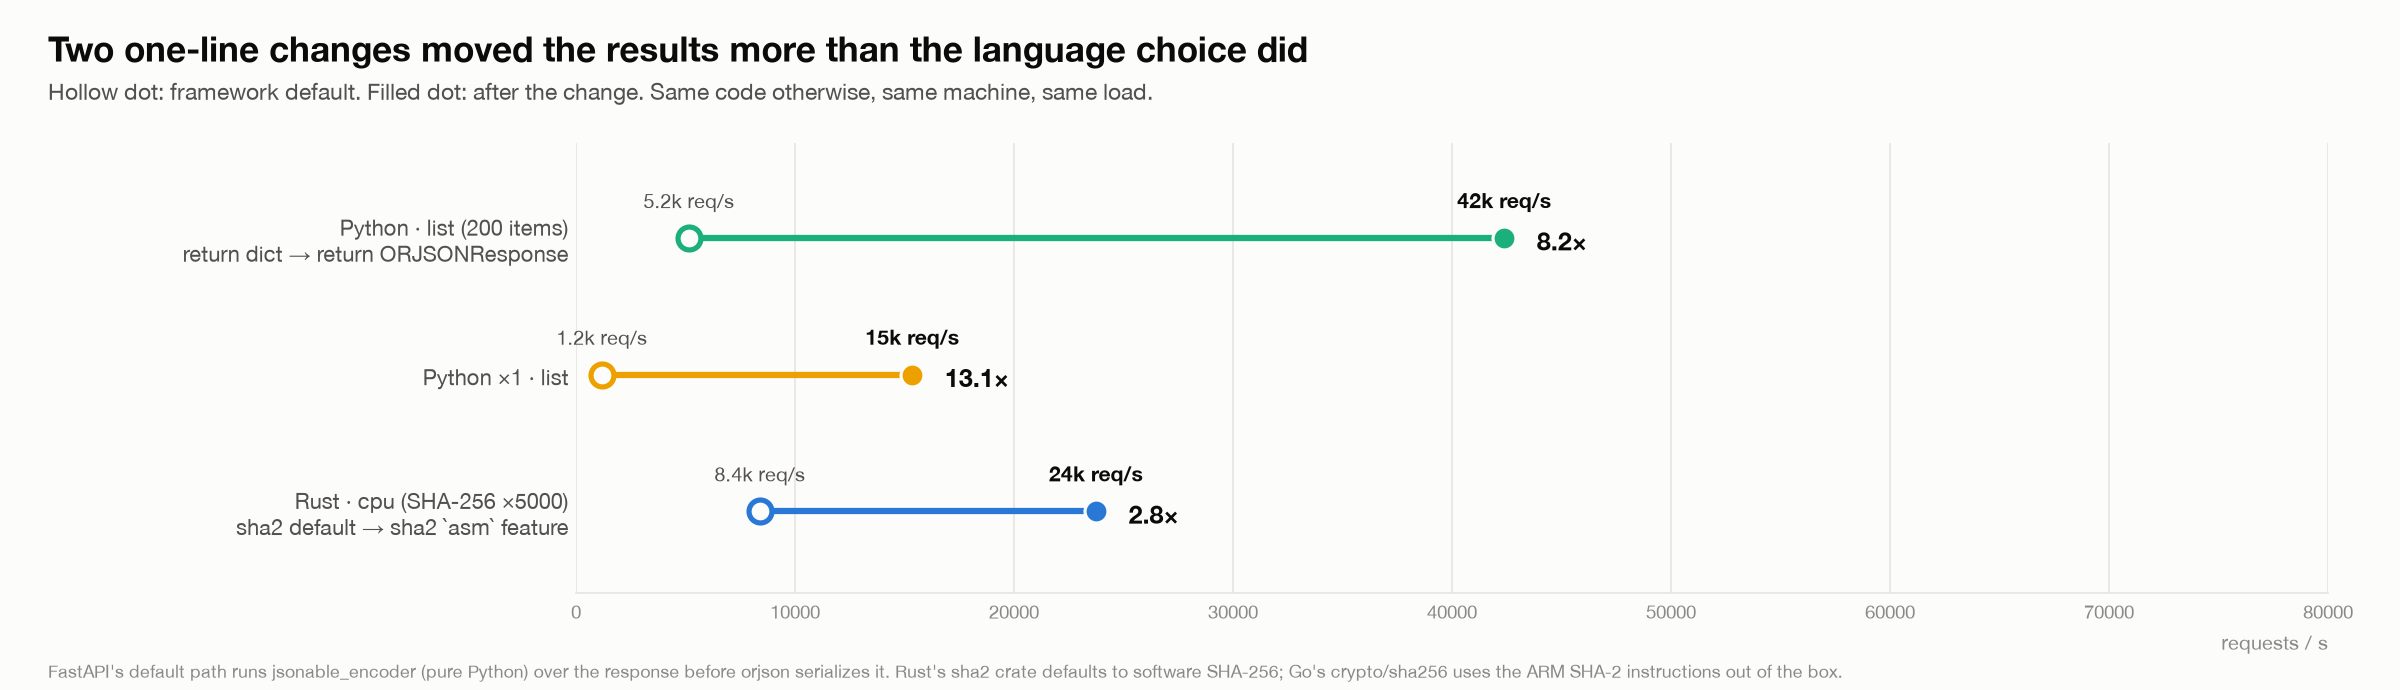 Two one-line changes moved the results more than the language choice did
Hollow dot: framework default. Filled dot: after the change. Same code otherwise, same machine, same load.
5.2k req/s
42k req/s
Python · list (200 items)
return dict → return ORJSONResponse
8.2×
1.2k req/s
15k req/s
Python ×1 · list
13.1×
8.4k req/s
24k req/s
Rust · cpu (SHA-256 ×5000)
sha2 default → sha2 `asm` feature
2.8×
0 10000 20000 30000 40000 50000 60000 70000 80000
requests / s
FastAPI's default path runs jsonable_encoder (pure Python) over the response before orjson serializes it. Rust's sha2 crate defaults to software SHA-256; Go's crypto/sha256 uses the ARM SHA-2 instructions out of the box.